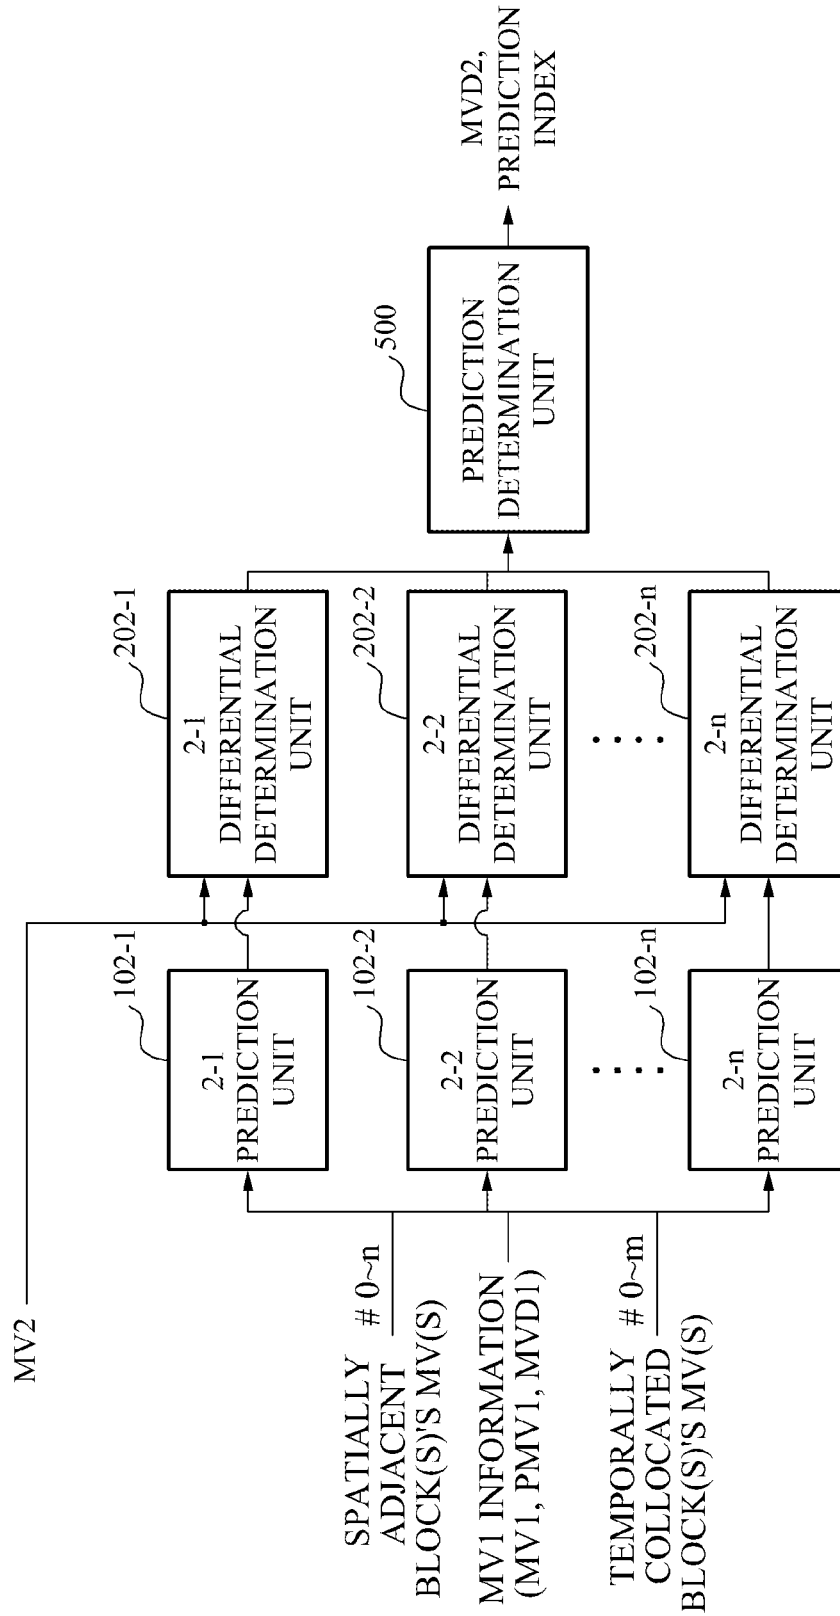 MV2
SPATIALLY
ADJACENT
BLOCK(S)'S MV(S)
# 0~n
MV1 INFORMATION
(MV1, PMV1, MVD1)
TEMPORALLY
COLLOCATED
BLOCK(S)'S MV(S)
# 0~m
102-1
2-1
PREDICTION
UNIT
102-2
2-2
PREDICTION
UNIT
102-n
2-n
PREDICTION
UNIT
202-1
2-1
DIFFERENTIAL
DETERMINATION
UNIT
202-2
2-2
DIFFERENTIAL
DETERMINATION
UNIT
202-n
2-n
DIFFERENTIAL
DETERMINATION
UNIT
500
PREDICTION
DETERMINATION
UNIT
MVD2,
PREDICTION
INDEX